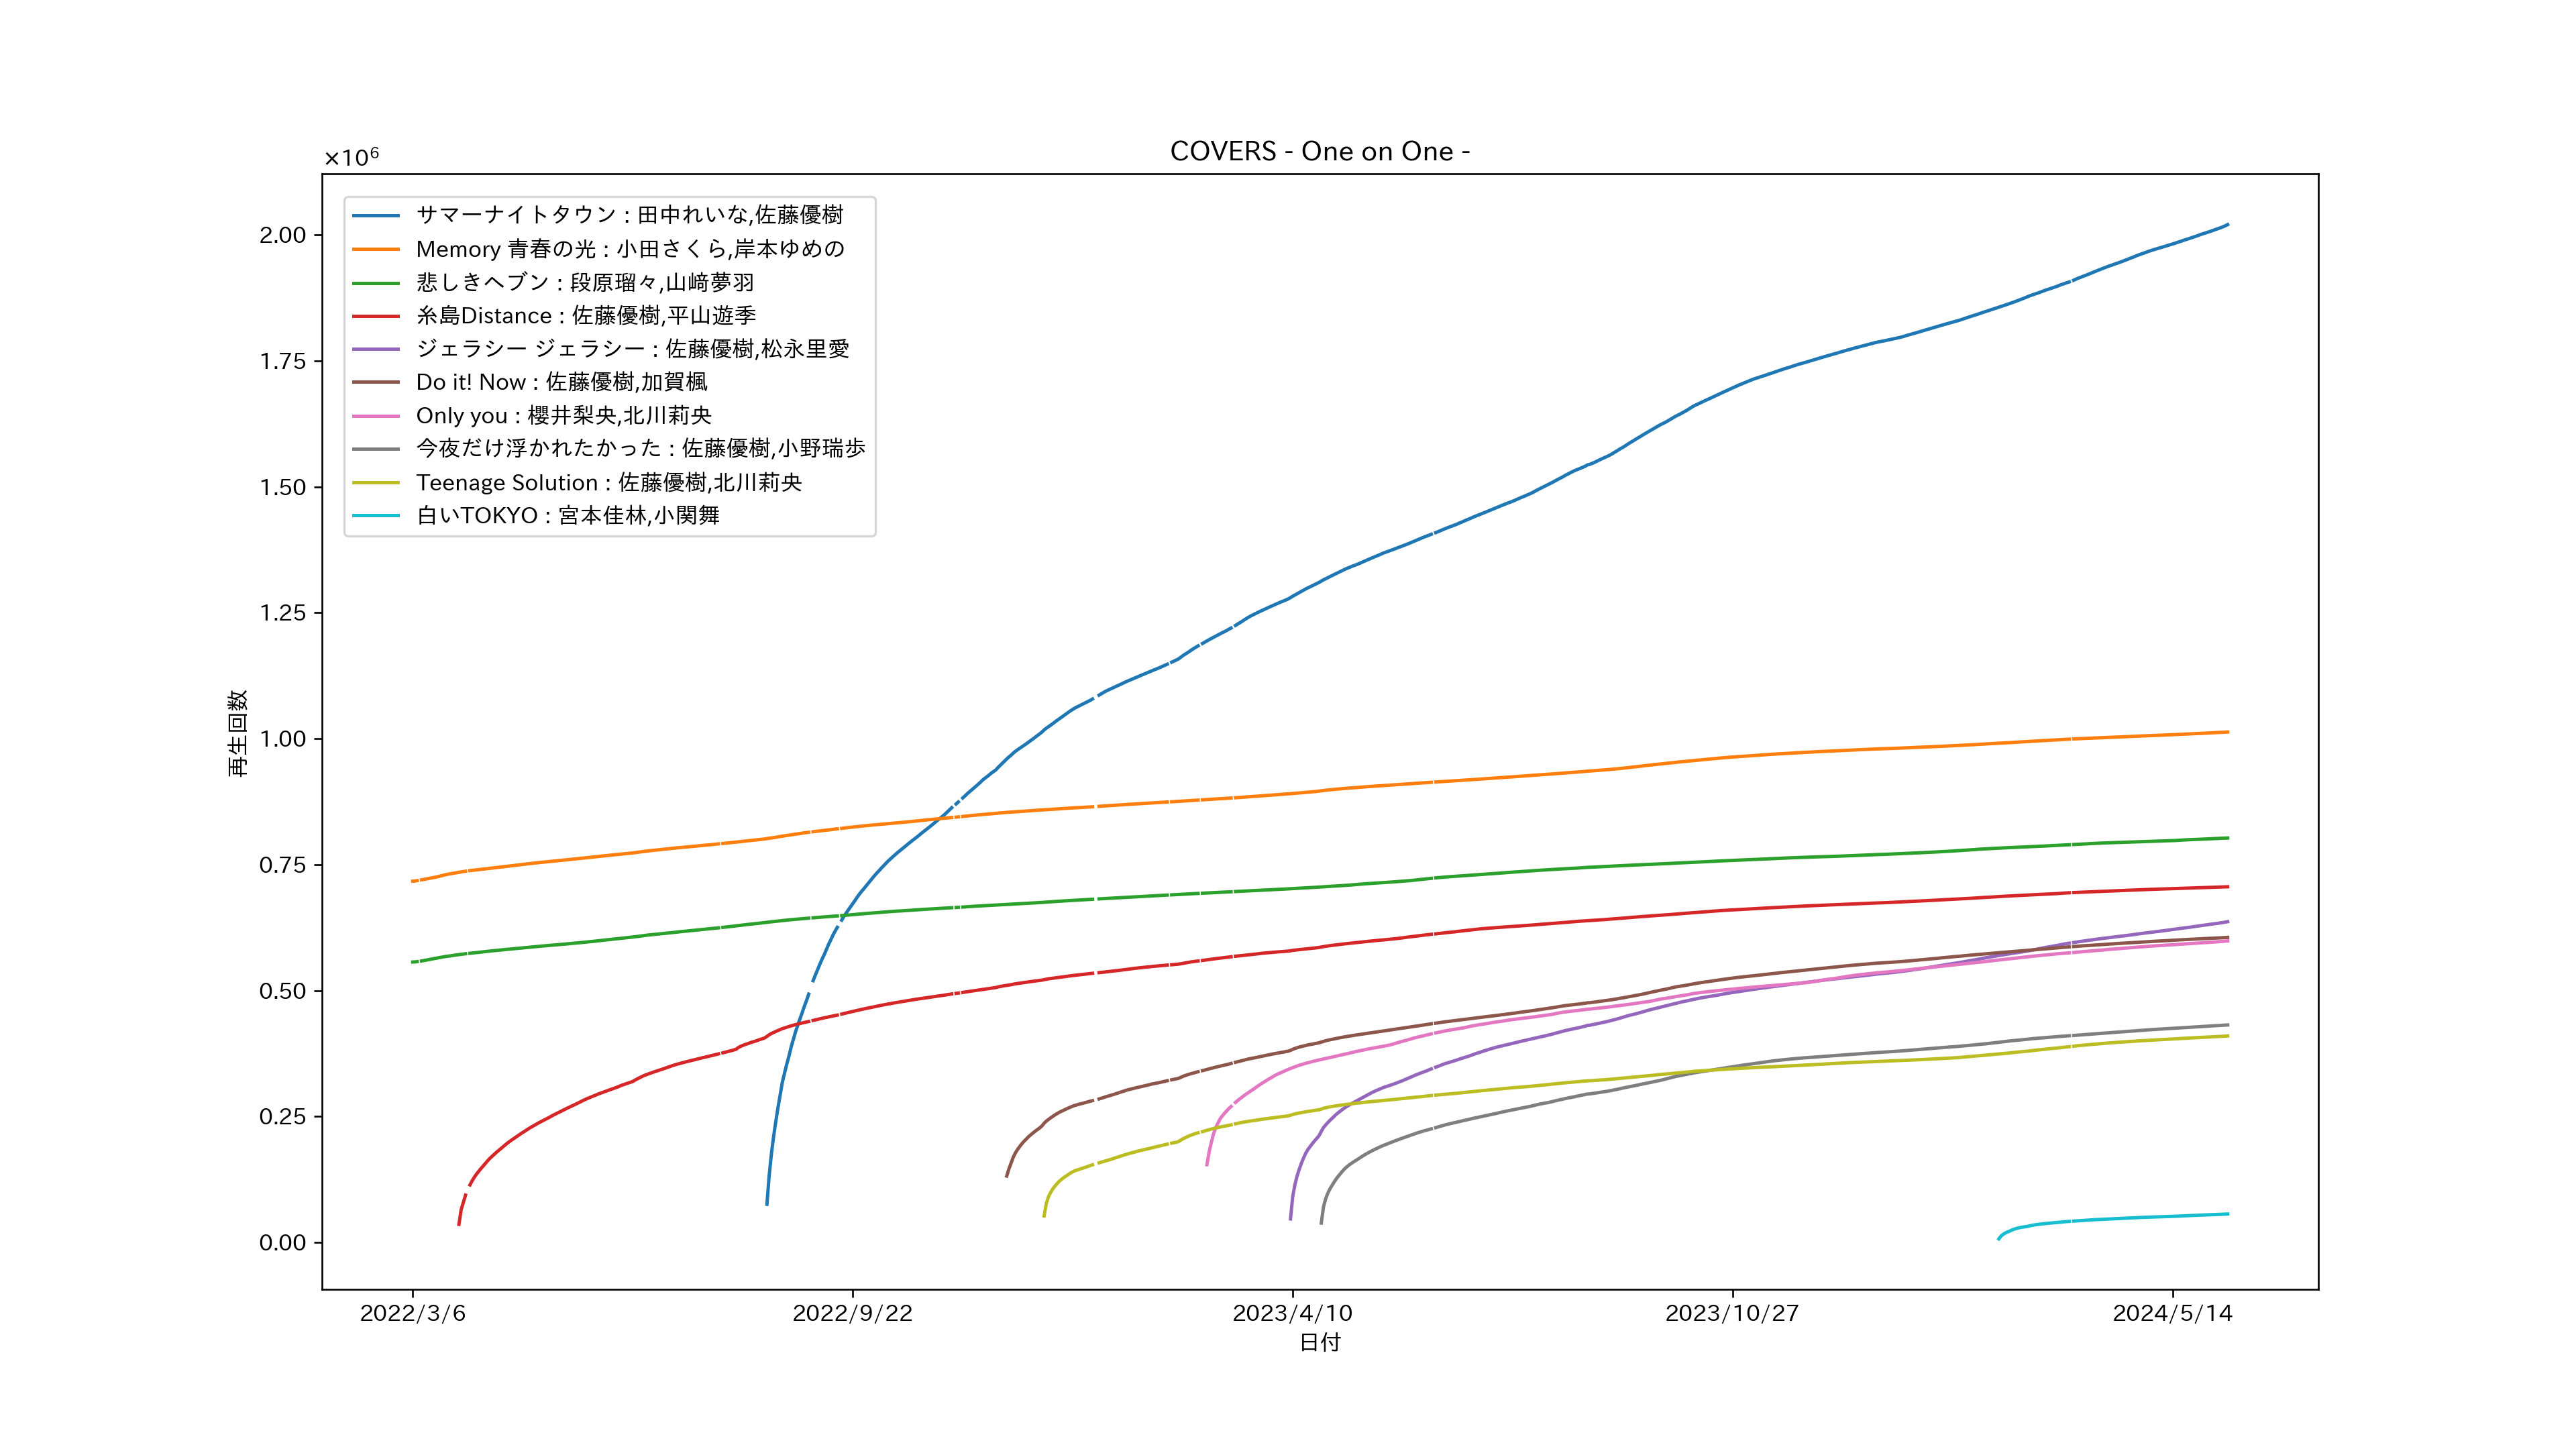 COVERS - One on One -
×10⁶
サマーナイトタウン : 田中れいな,佐藤優樹
Memory 青春の光 : 小田さくら,岸本ゆめの
悲しきヘブン : 段原瑠々,山﨑夢羽
糸島Distance : 佐藤優樹,平山遊季
ジェラシー ジェラシー : 佐藤優樹,松永里愛
Do it! Now : 佐藤優樹,加賀楓
Only you : 櫻井梨央,北川莉央
今夜だけ浮かれたかった : 佐藤優樹,小野瑞歩
Teenage Solution : 佐藤優樹,北川莉央
白いTOKYO : 宮本佳林,小関舞
2.00
1.75
1.50
1.25
1.00
0.75
0.50
0.25
0.00
再生回数
2022/3/6
2022/9/22
2023/4/10
2023/10/27
2024/5/14
日付